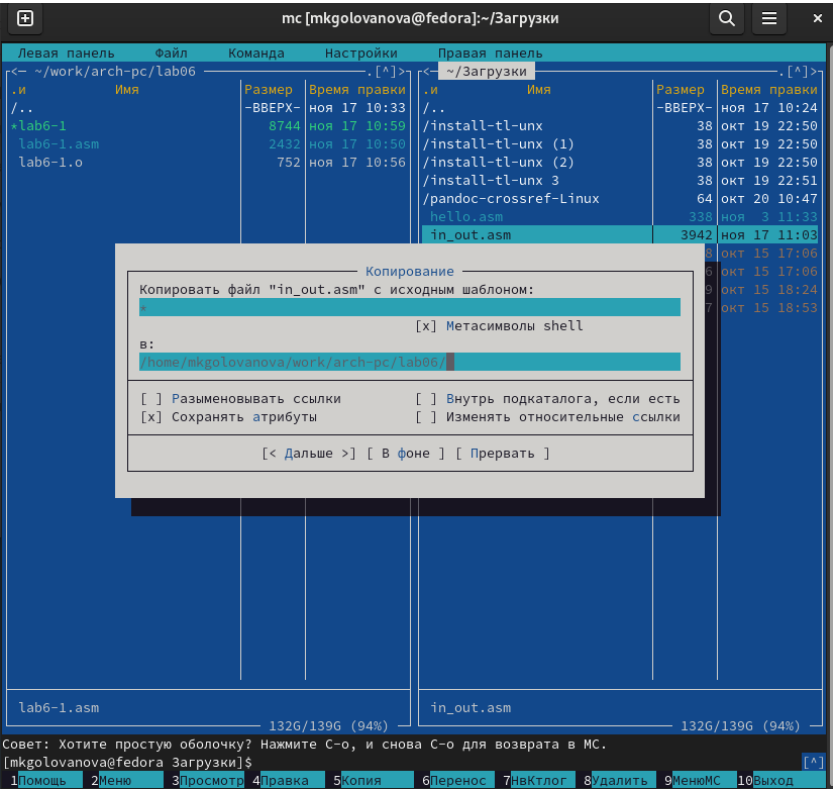 mc [mkgolovanova@fedora]:~/Загрузки
Левая панель Файл Команда Настройки Правая панель
<— ~/work/arch-pc/lab06 .[^]>
.и Имя Размер Время правки
/.. -ВВЕРХ- ноя 17 10:33
*lab6-1 8744 ноя 17 10:59
lab6-1.asm 2432 ноя 17 10:50
lab6-1.o 752 ноя 17 10:56
<— ~/Загрузки .[^]>
.и Имя Размер Время правки
/.. -ВВЕРХ- ноя 17 10:24
/install-tl-unx 38 окт 19 22:50
/install-tl-unx (1) 38 окт 19 22:50
/install-tl-unx (2) 38 окт 19 22:50
/install-tl-unx 3 38 окт 19 22:51
/pandoc-crossref-Linux 64 окт 20 10:47
hello.asm 338 ноя 3 11:33
in_out.asm 3942 ноя 17 11:03
8 окт 15 17:06
6 окт 15 17:06
9 окт 15 18:24
7 окт 15 18:53
Копирование
Копировать файл "in_out.asm" с исходным шаблоном:
*
[x] Метасимволы shell
в:
/home/mkgolovanova/work/arch-pc/lab06/
[ ] Разыменовывать ссылки [ ] Внутрь подкаталога, если есть
[x] Сохранять атрибуты [ ] Изменять относительные ссылки
[< Дальше >] [ В фоне ] [ Прервать ]
lab6-1.asm
132G/139G (94%)
in_out.asm
132G/139G (94%)
Совет: Хотите простую оболочку? Нажмите C-o, и снова C-o для возврата в MC.
[mkgolovanova@fedora Загрузки]$ [^]
1Помощь 2Меню 3Просмотр 4Правка 5Копия 6Перенос 7НвКтлог 8Удалить 9МенюMC 10Выход